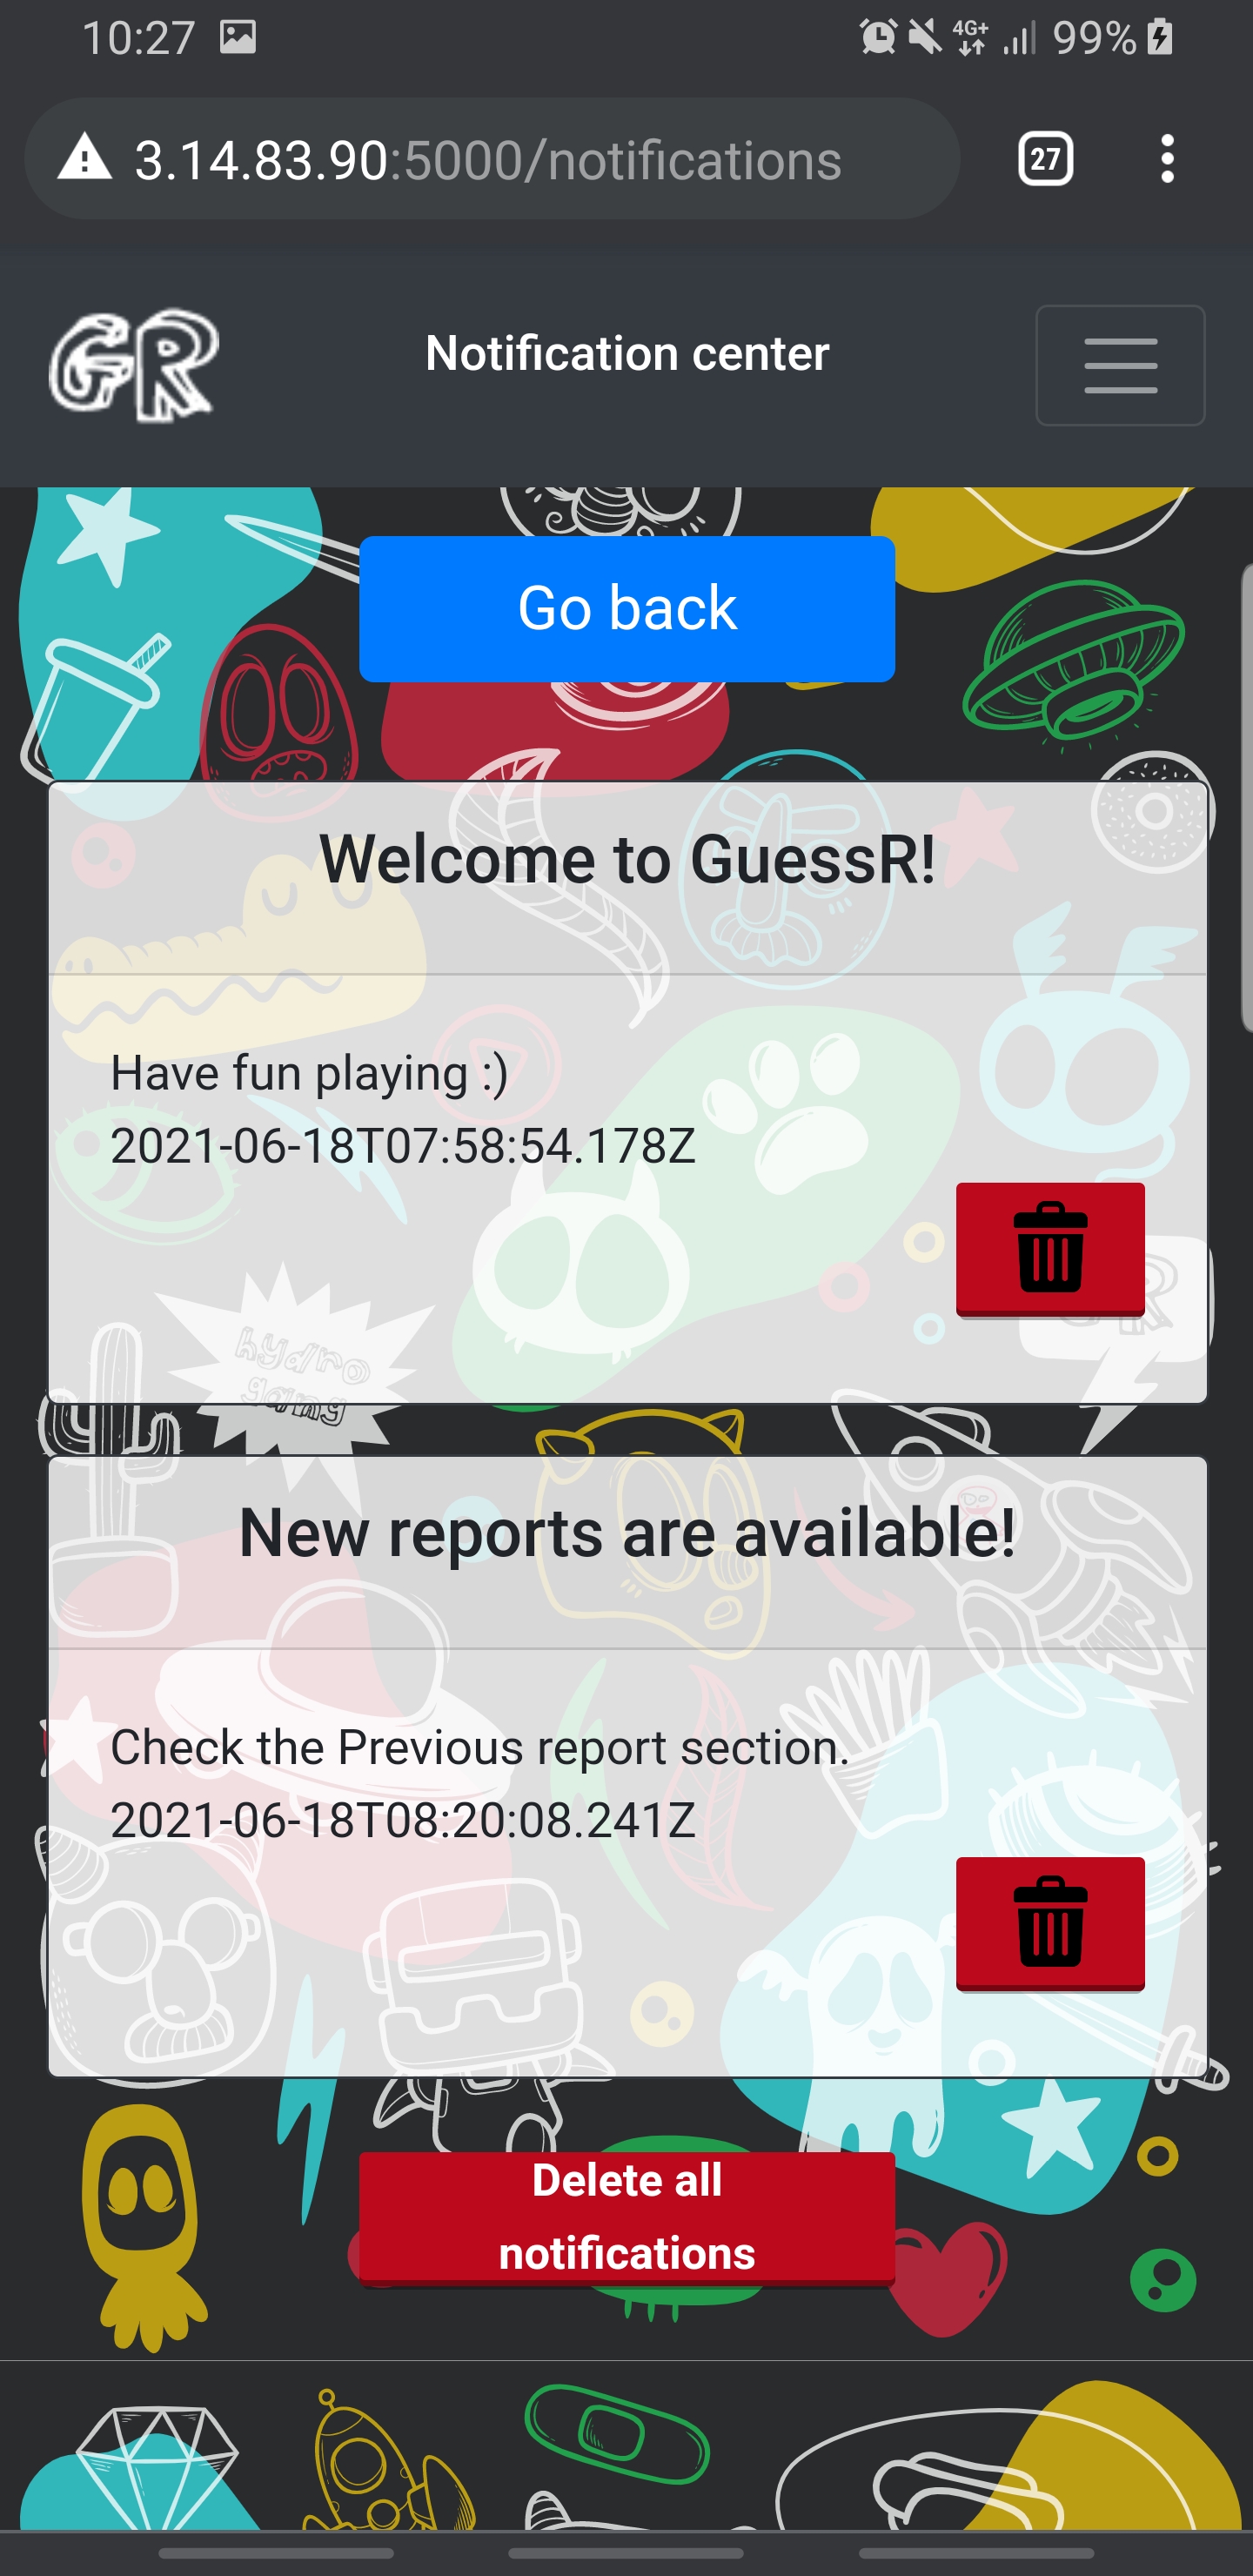 10:27 4G+ 99%
3.14.83.90:5000/notifications 27
GR Notification center
Go back
Welcome to GuessR!
Have fun playing :)
2021-06-18T07:58:54.178Z
hydro
gaming
New reports are available!
Check the Previous report section.
2021-06-18T08:20:08.241Z
Delete all
notifications